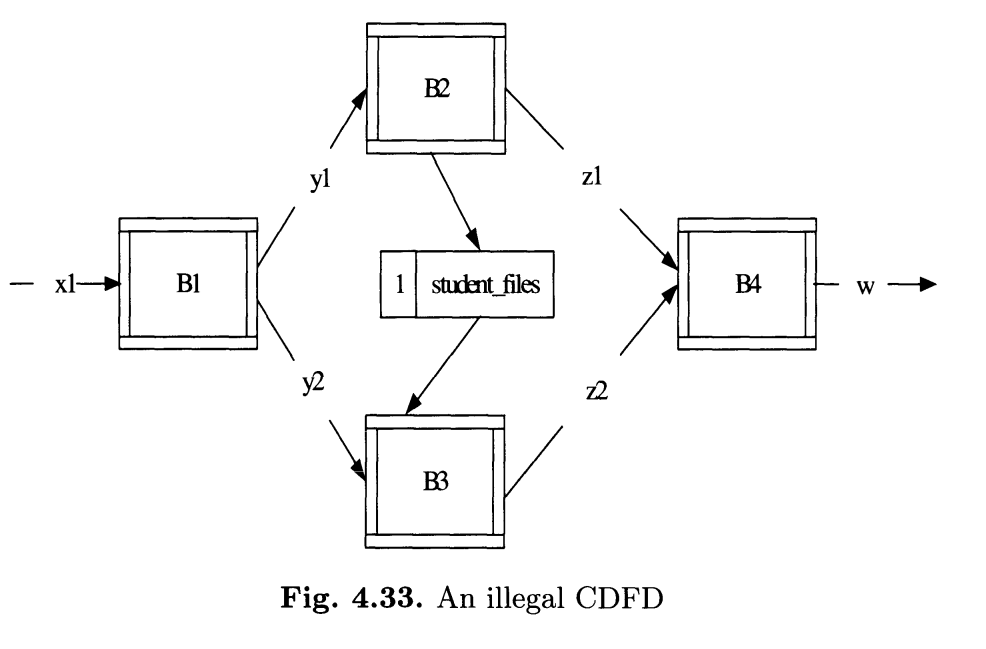 B2
y1
z1
x1
B1
1 student_files
B4
w
y2
z2
B3
Fig. 4.33. An illegal CDFD